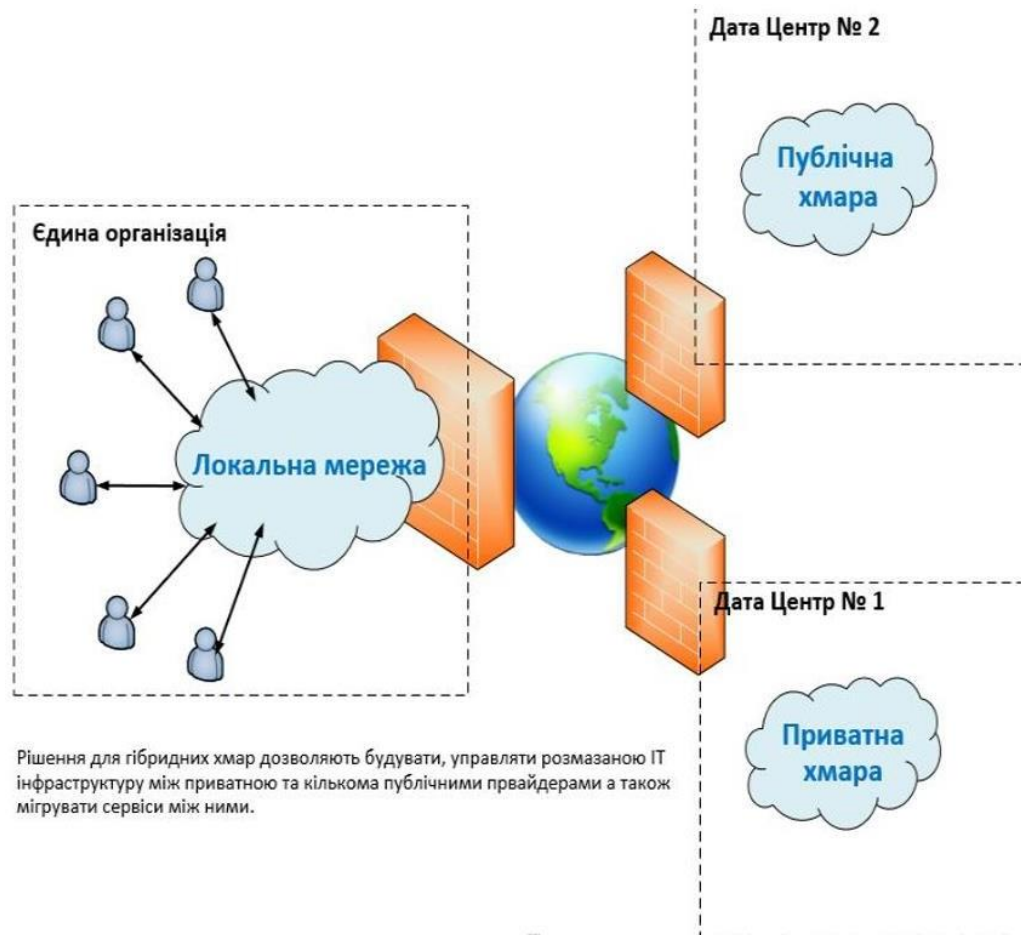 Дата Центр № 2
Публічна
хмара
Єдина організація
Локальна мережа
Дата Центр № 1
Приватна
хмара
Рішення для гібридних хмар дозволяють будувати, управляти розмазаною ІТ
інфраструктуру між приватною та кількома публічними првайдерами а також
мігрувати сервіси між ними.